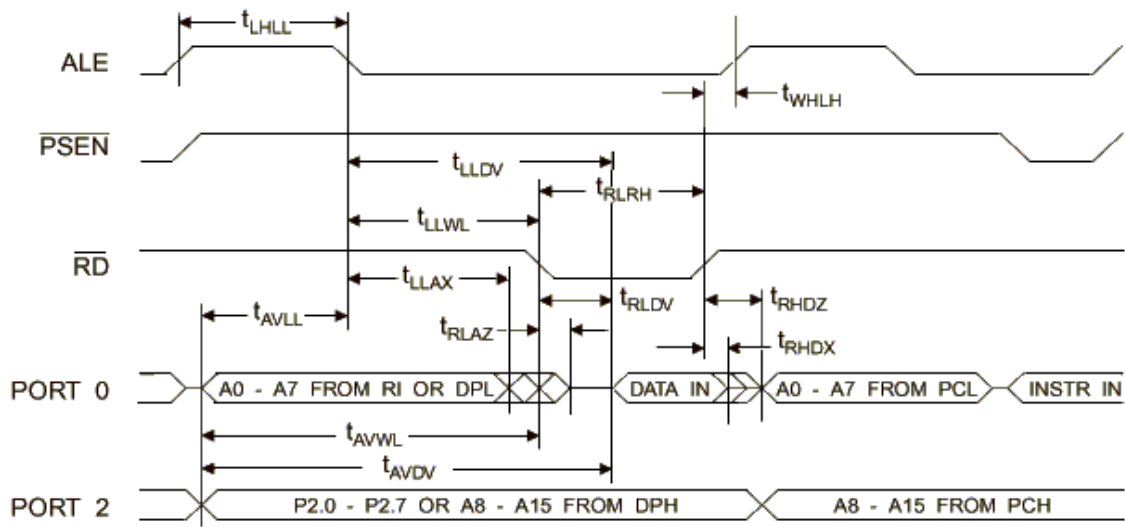 tLHLL
ALE
tWHLH
PSEN
tLLDV
tRLRH
tLLWL
RD
tLLAX
tRLDV
tRHDZ
tAVLL
tRLAZ
tRHDX
PORT 0
A0 - A7 FROM RI OR DPL
DATA IN
A0 - A7 FROM PCL
INSTR IN
tAVWL
tAVDV
PORT 2
P2.0 - P2.7 OR A8 - A15 FROM DPH
A8 - A15 FROM PCH